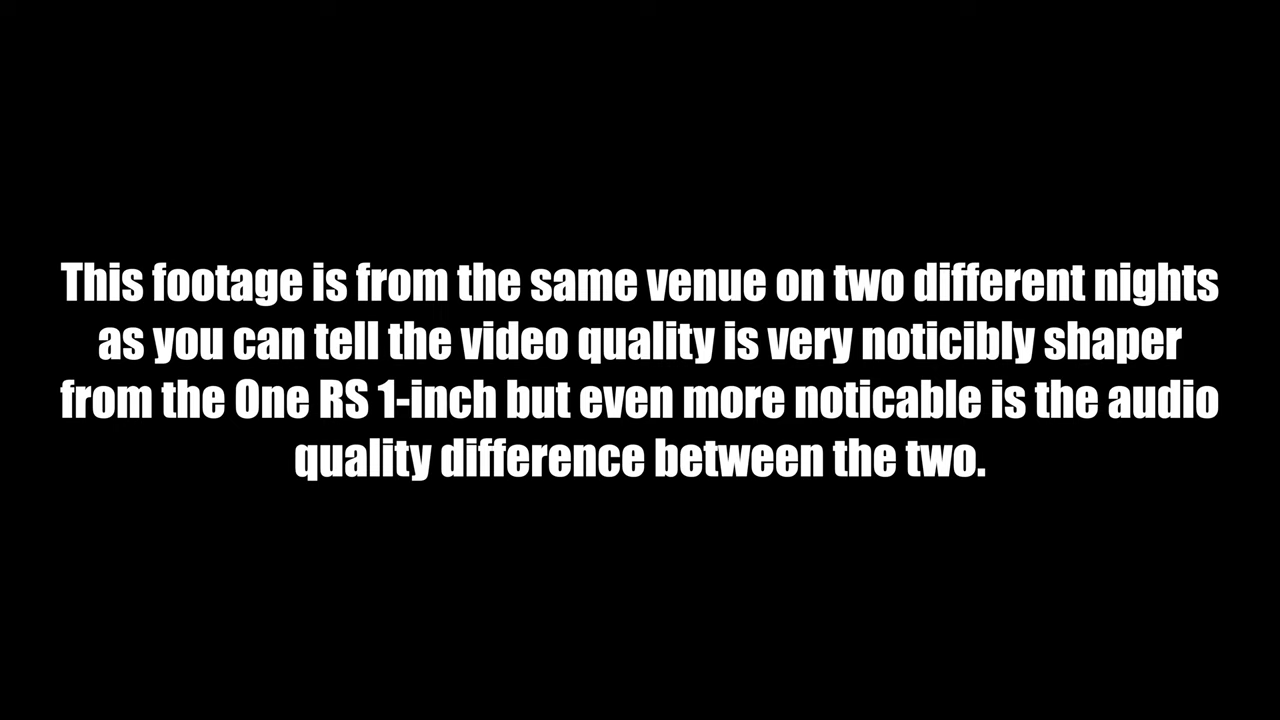 This footage is from the same venue on two different nights
as you can tell the video quality is very noticibly shaper
from the One RS 1-inch but even more noticable is the audio
quality difference between the two.